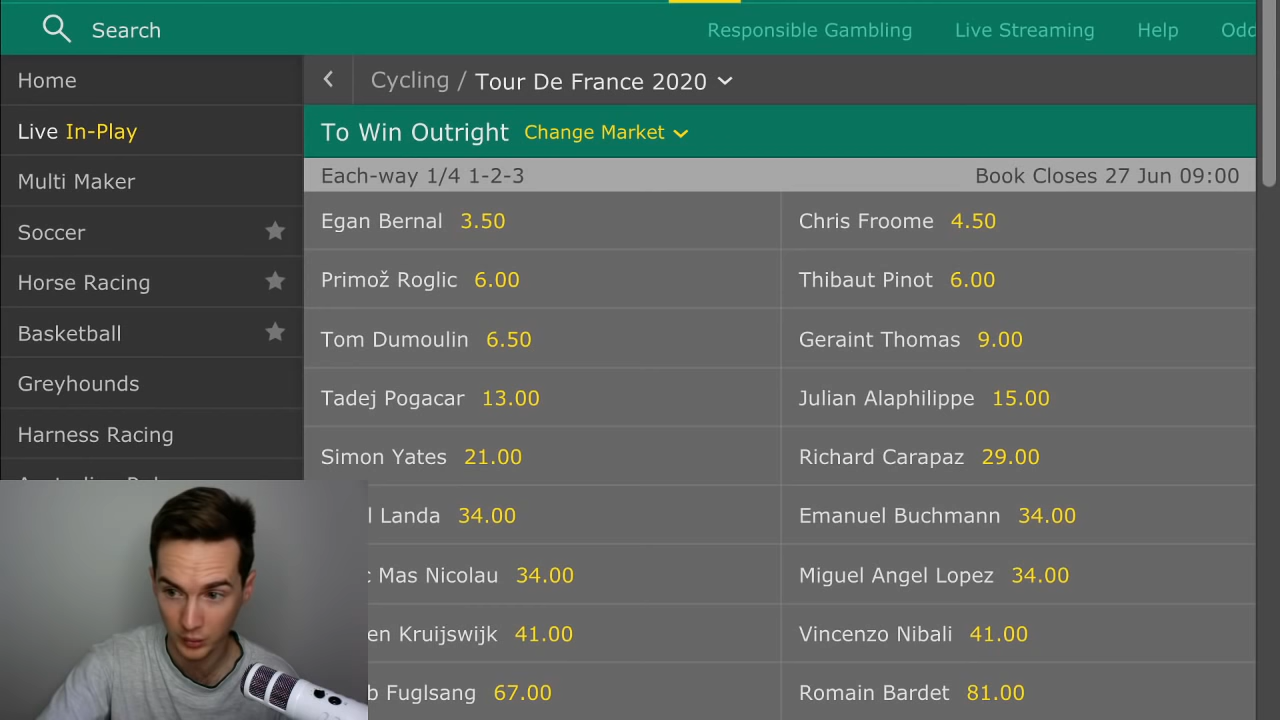 Search
Responsible Gambling
Live Streaming
Help
Home
Live In-Play
Multi Maker
Soccer
Horse Racing
Basketball
Greyhounds
Harness Racing
Cycling / Tour De France 2020
To Win Outright Change Market
Each-way 1/4 1-2-3 Book Closes 27 Jun 09:00
Egan Bernal 3.50 Chris Froome 4.50
Primož Roglic 6.00 Thibaut Pinot 6.00
Tom Dumoulin 6.50 Geraint Thomas 9.00
Tadej Pogacar 13.00 Julian Alaphilippe 15.00
Simon Yates 21.00 Richard Carapaz 29.00
Landa 34.00 Emanuel Buchmann 34.00
Mas Nicolau 34.00 Miguel Angel Lopez 34.00
Kruijswijk 41.00 Vincenzo Nibali 41.00
Fuglsang 67.00 Romain Bardet 81.00